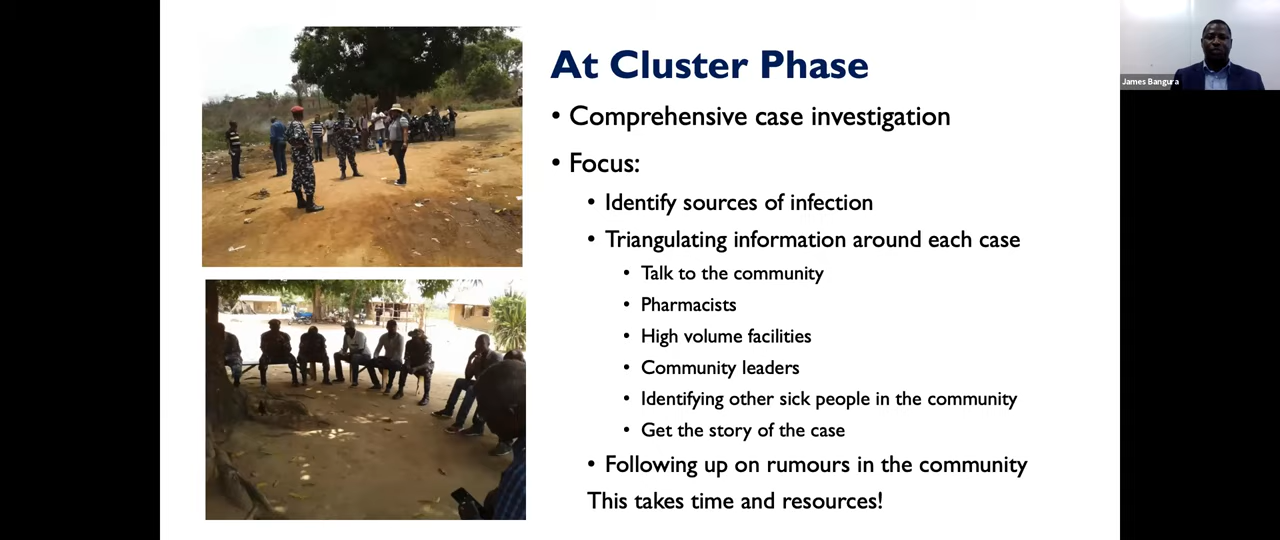 At Cluster Phase
• Comprehensive case investigation
• Focus:
• Identify sources of infection
• Triangulating information around each case
• Talk to the community
• Pharmacists
• High volume facilities
• Community leaders
• Identifying other sick people in the community
• Get the story of the case
• Following up on rumours in the community
This takes time and resources!
James Bangura